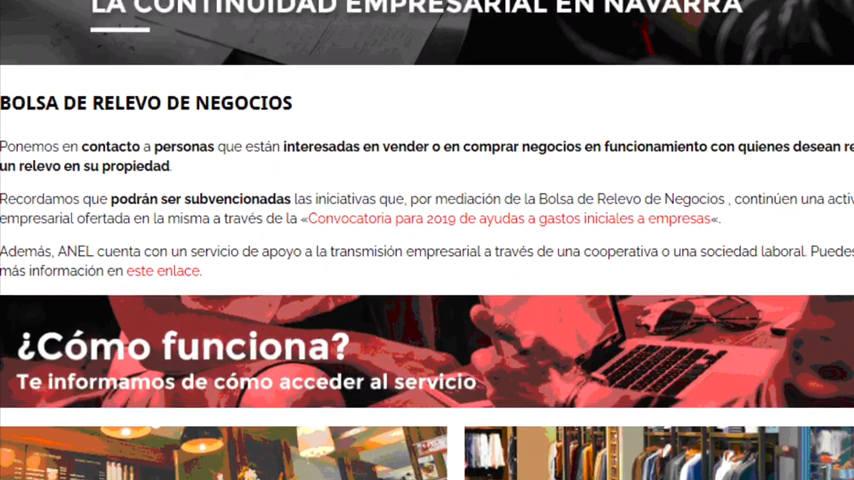 LA CONTINUIDAD EMPRESARIAL EN NAVARRA
BOLSA DE RELEVO DE NEGOCIOS
Ponemos en contacto a personas que están interesadas en vender o en comprar negocios en funcionamiento con quienes desean
un relevo en su propiedad.
Recordamos que podrán ser subvencionadas las iniciativas que, por mediación de la Bolsa de Relevo de Negocios , continúen una
empresarial ofertada en la misma a través de la «Convocatoria para 2019 de ayudas a gastos iniciales a empresas«.
Además, ANEL cuenta con un servicio de apoyo a la transmisión empresarial a través de una cooperativa o una sociedad laboral.
más información en este enlace.
¿Cómo funciona?
Te informamos de cómo acceder al servicio